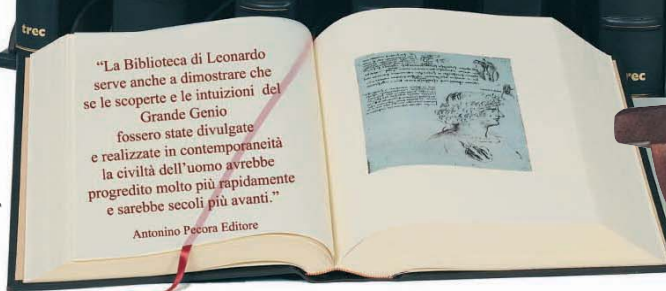 trec
rec
“La Biblioteca di Leonardo
serve anche a dimostrare che
se le scoperte e le intuizioni del
Grande Genio
fossero state divulgate
e realizzate in contemporaneità
la civiltà dell’uomo avrebbe
progredito molto più rapidamente
e sarebbe secoli più avanti.”
Antonino Pecora Editore